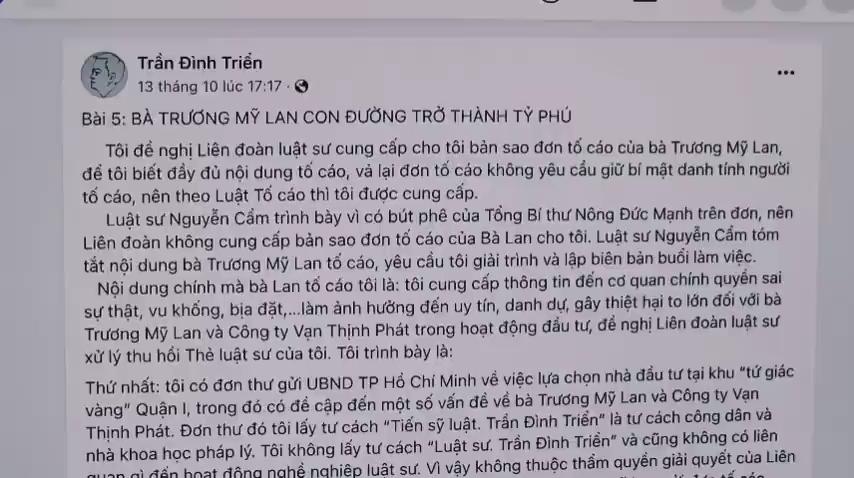 Trần Đình Triển
13 tháng 10 lúc 17:17 ·
Bài 5: BÀ TRƯƠNG MỸ LAN CON ĐƯỜNG TRỞ THÀNH TỶ PHÚ
Tôi đề nghị Liên đoàn luật sư cung cấp cho tôi bản sao đơn tố cáo của bà Trương Mỹ Lan,
để tôi biết đầy đủ nội dung tố cáo, vả lại đơn tố cáo không yêu cầu giữ bí mật danh tính người
tố cáo, nên theo Luật Tố cáo thì tôi được cung cấp.
Luật sư Nguyễn Cẩm trình bày vì có bút phê của Tổng Bí thư Nông Đức Mạnh trên đơn, nên
Liên đoàn không cung cấp bản sao đơn tố cáo của Bà Lan cho tôi. Luật sư Nguyễn Cẩm tóm
tắt nội dung bà Trương Mỹ Lan tố cáo, yêu cầu tôi giải trình và lập biên bản buổi làm việc.
Nội dung chính mà bà Lan tố cáo tôi là: tôi cung cấp thông tin đến cơ quan chính quyền sai
sự thật, vu khống, bịa đặt,...làm ảnh hưởng đến uy tín, danh dự, gây thiệt hại to lớn đối với bà
Trương Mỹ Lan và Công ty Vạn Thịnh Phát trong hoạt động đầu tư, đề nghị Liên đoàn luật sư
xử lý thu hồi Thẻ luật sư của tôi. Tôi trình bày là:
Thứ nhất: tôi có đơn thư gửi UBND TP Hồ Chí Minh về việc lựa chọn nhà đầu tư tại khu “tứ giác
vàng” Quận I, trong đó có đề cập đến một số vấn đề về bà Trương Mỹ Lan và Công ty Vạn
Thịnh Phát. Đơn thư đó tôi lấy tư cách “Tiến sỹ luật. Trần Đình Triển” là tư cách công dân và
nhà khoa học pháp lý. Tôi không lấy tư cách “Luật sư. Trần Đình Triển” và cũng không có liên
quan gì đến hoạt động nghề nghiệp luật sư. Vì vậy không thuộc thẩm quyền giải quyết của Liên